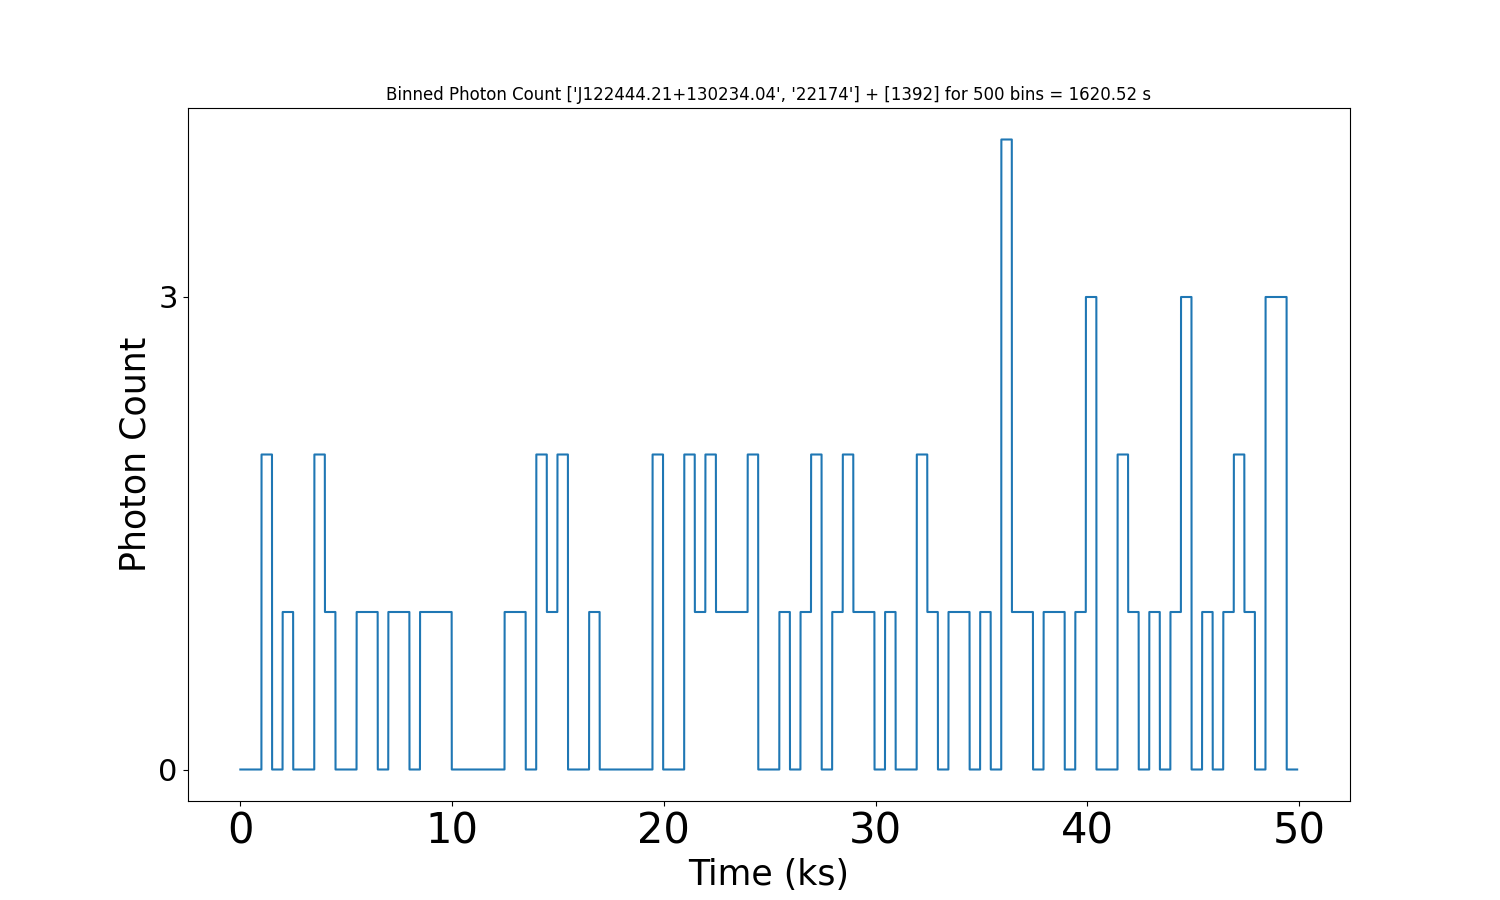 Binned Photon Count ['J122444.21+130234.04', '22174'] + [1392] for 500 bins = 1620.52 s
Photon Count
3
0
0 10 20 30 40 50
Time (ks)